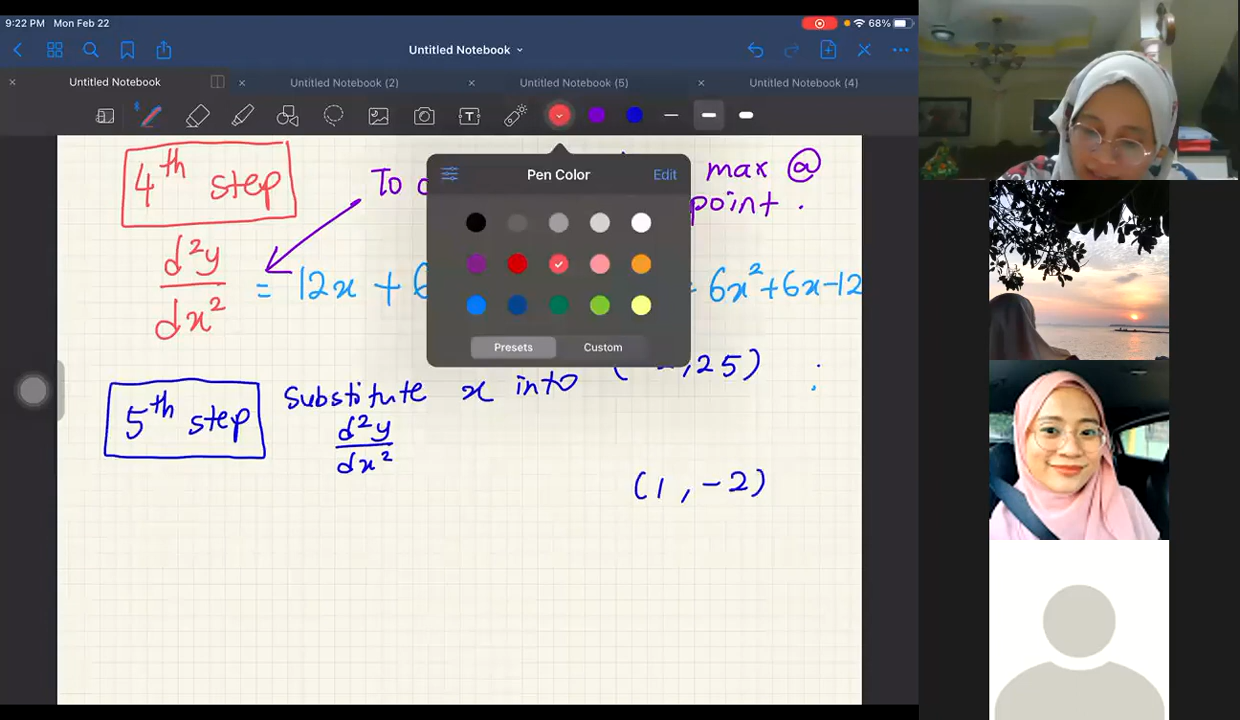 9:22 PM Mon Feb 22
68%
Untitled Notebook
Untitled Notebook
Untitled Notebook (2)
Untitled Notebook (5)
Untitled Notebook (4)
T
Pen Color
Edit
Presets
Custom
4th step
To
max @
point .
d²y
dx²
= 12x + 6
6x² + 6x - 12
5th step
Substitute x into
d²y
dx²
,25)
:
(1, -2)